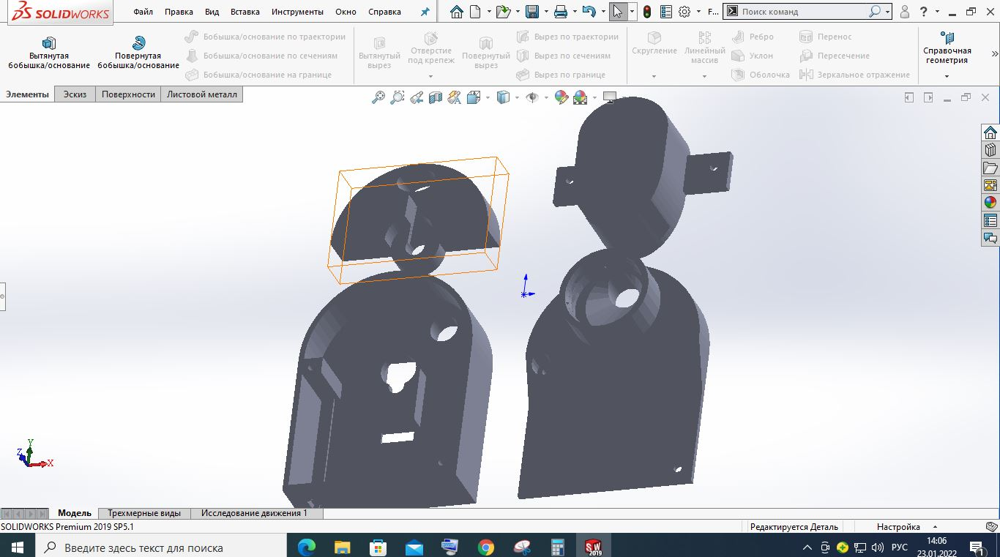 SOLIDWORKS
Файл Правка Вид Вставка Инструменты Окно Справка
F...
Поиск команд
Вытянутая бобышка/основание
Повернутая бобышка/основание
Бобышка/основание по траектории
Бобышка/основание по сечениям
Бобышка/основание на границе
Вытянутый вырез
Отверстие под крепеж
Повернутый вырез
Вырез по траектории
Вырез по сечениям
Вырез по границе
Скругление
Линейный массив
Ребро
Уклон
Оболочка
Перенос
Пересечение
Зеркальное отражение
Справочная геометрия
Элементы Эскиз Поверхности Листовой металл
Y
Z
X
Модель Трехмерные виды Исследование движения 1
SOLIDWORKS Premium 2019 SP5.1
Редактируется Деталь
Настройка
Введите здесь текст для поиска
SW
2019
РУС
14:06
23.01.2022
1